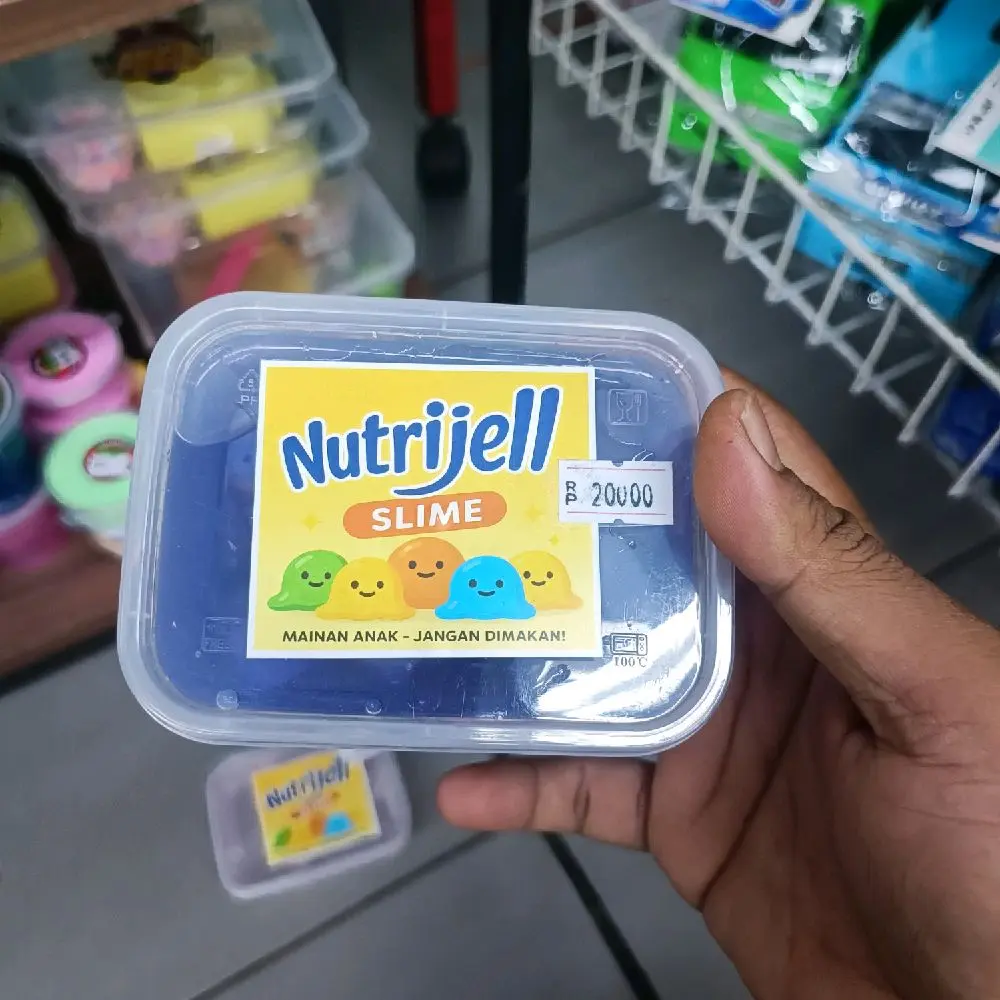 Nutrijell
SLIME
RP 20000
MAINAN ANAK – JANGAN DIMAKAN!
100°C
Nutrijell